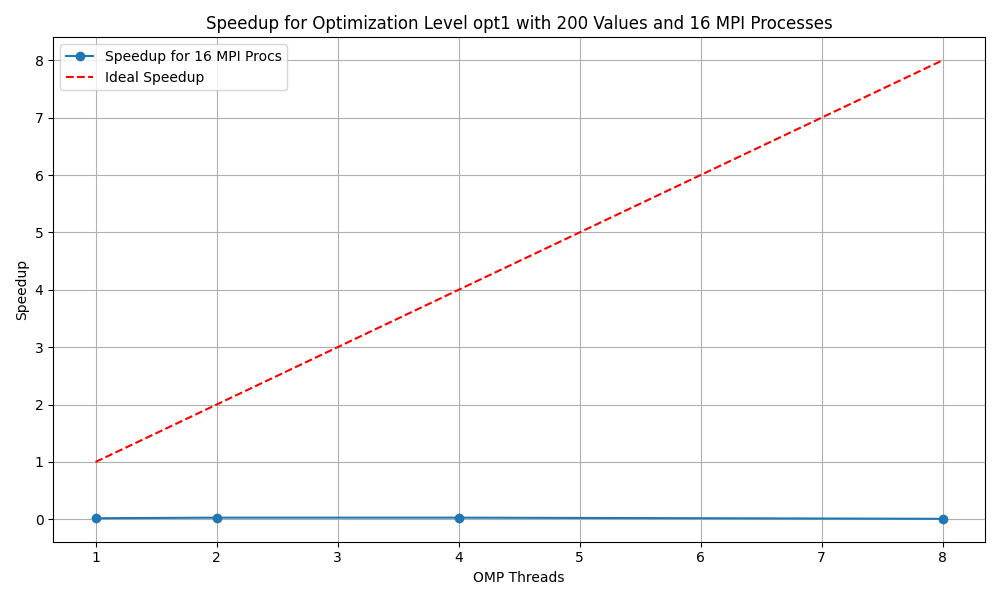 Speedup for Optimization Level opt1 with 200 Values and 16 MPI Processes
Speedup for 16 MPI Procs
Ideal Speedup
8
7
6
5
4
3
2
1
0
Speedup
1 2 3 4 5 6 7 8
OMP Threads